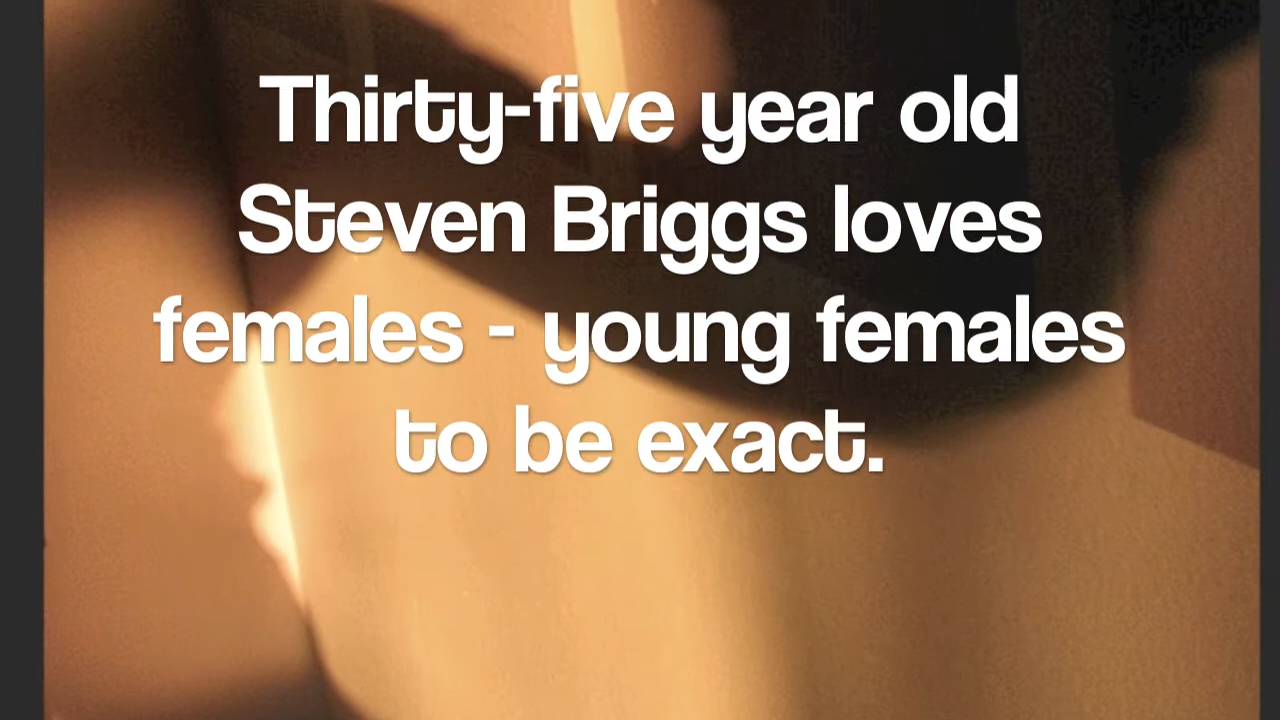 Thirty-five year old
Steven Briggs loves
females - young females
to be exact.